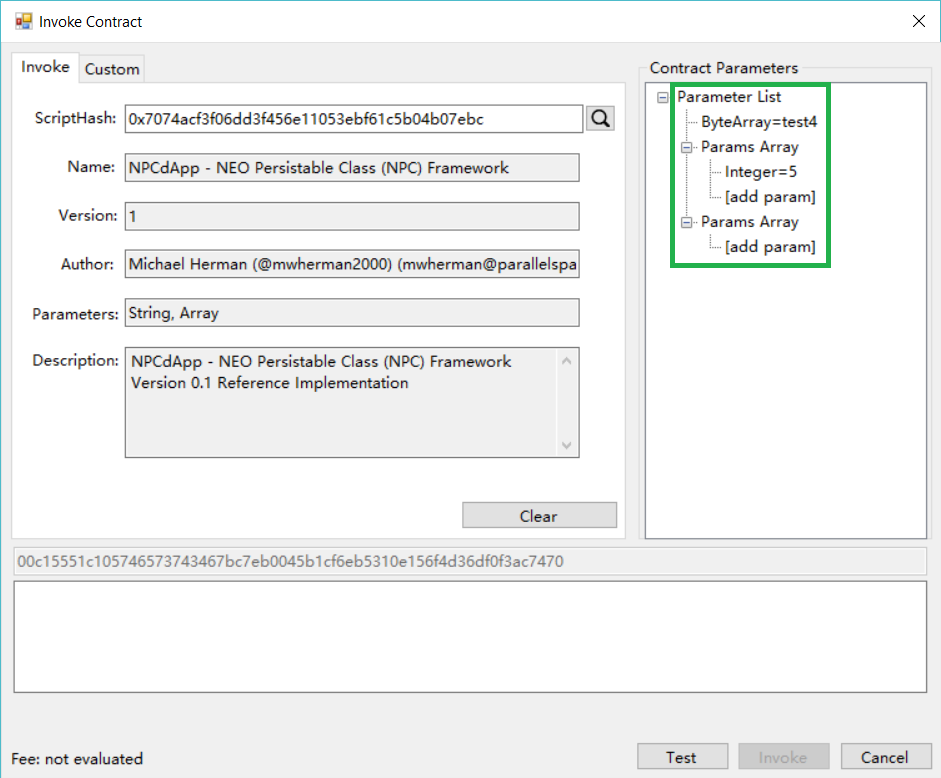 Invoke Contract
Invoke
Custom
ScriptHash: 0x7074acf3f06dd3f456e11053ebf61c5b04b07ebc
Name: NPCdApp - NEO Persistable Class (NPC) Framework
Version: 1
Author: Michael Herman (@mwherman2000) (mwherman@parallelspa
Parameters: String, Array
Description: NPCdApp - NEO Persistable Class (NPC) Framework
Version 0.1 Reference Implementation
Clear
Contract Parameters
Parameter List
ByteArray=test4
Params Array
Integer=5
[add param]
Params Array
[add param]
00c15551c105746573743467bc7eb0045b1cf6eb5310e156f4d36df0f3ac7470
Fee: not evaluated
Test
Invoke
Cancel